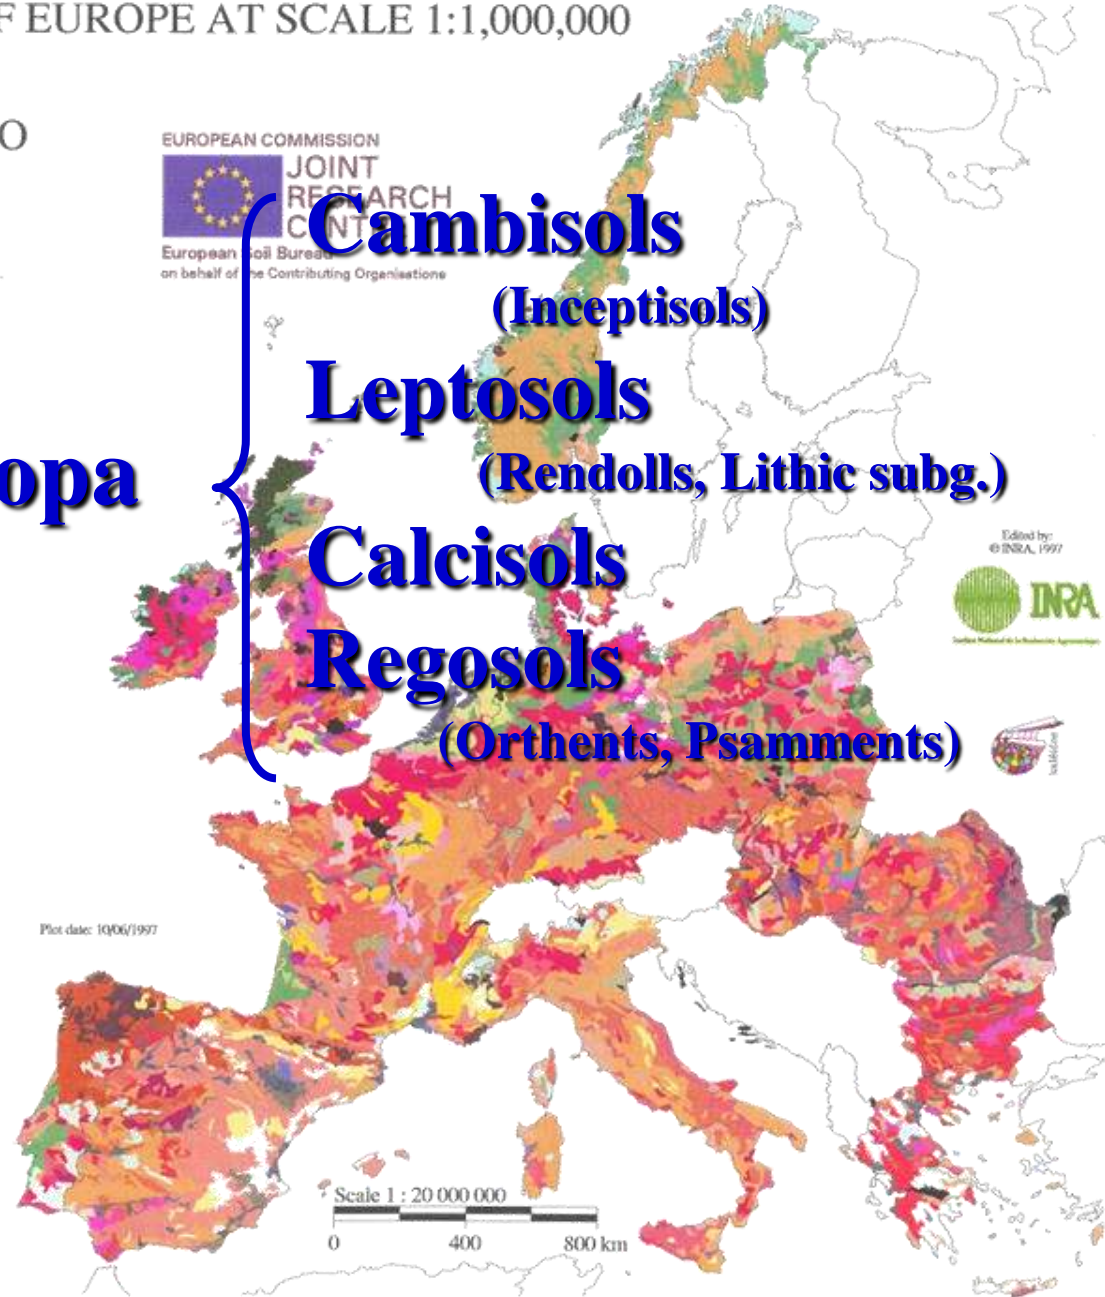 F EUROPE AT SCALE 1:1,000,000
O
EUROPEAN COMMISSION
JOINT
RESEARCH
CENT
European Soil Bureau
on behalf of the Contributing Organisations
Cambisols
(Inceptisols)
Leptosols
(Rendolls, Lithic subg.)
opa
Calcisols
Regosols
(Orthents, Psamments)
Edited by:
© INRA, 1997
INRA
Plot date: 10/06/1997
Scale 1 : 20 000 000
0 400 800 km